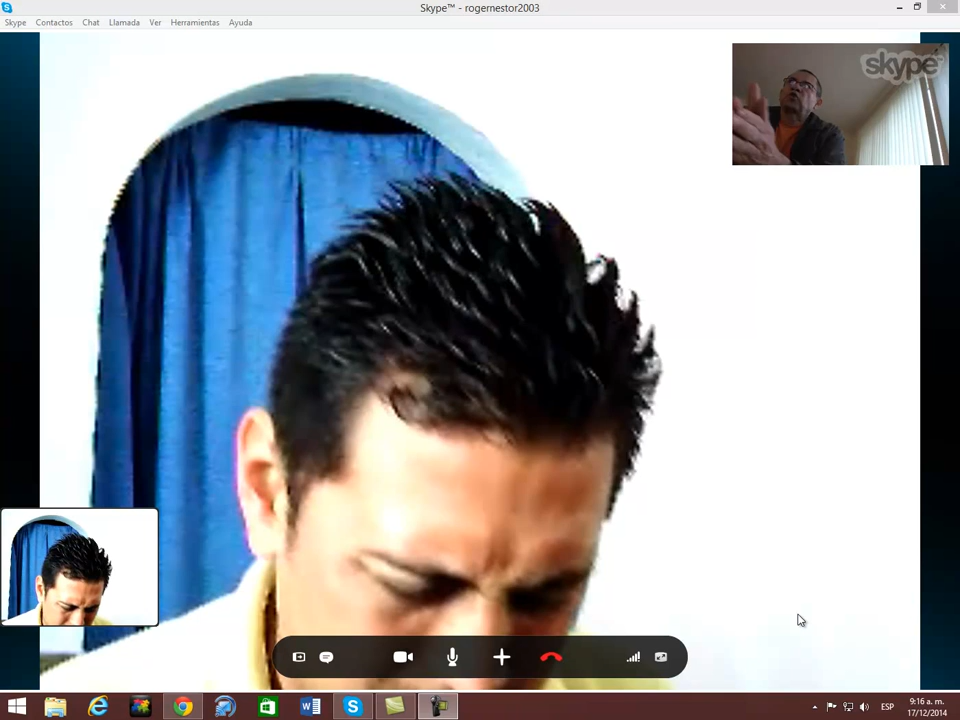 Skype™ - rogernestor2003
Skype Contactos Chat Llamada Ver Herramientas Ayuda
skype
ESP
9:16 a. m.
17/12/2014